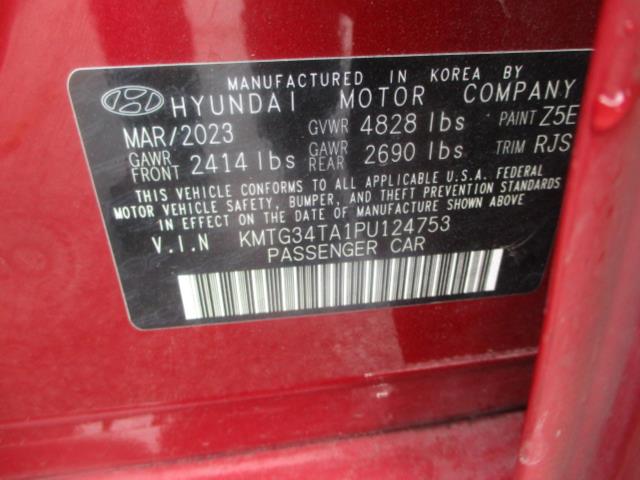 MANUFACTURED IN KOREA BY
HYUNDAI MOTOR COMPANY
MAR/2023 GVWR 4828 lbs PAINT Z5E
GAWR FRONT 2414 lbs GAWR REAR 2690 lbs TRIM RJS
THIS VEHICLE CONFORMS TO ALL APPLICABLE U.S.A. FEDERAL
MOTOR VEHICLE SAFETY, BUMPER, AND THEFT PREVENTION STANDARDS
IN EFFECT ON THE DATE OF MANUFACTURE SHOWN ABOVE.
V.I.N KMTG34TA1PU124753
PASSENGER CAR